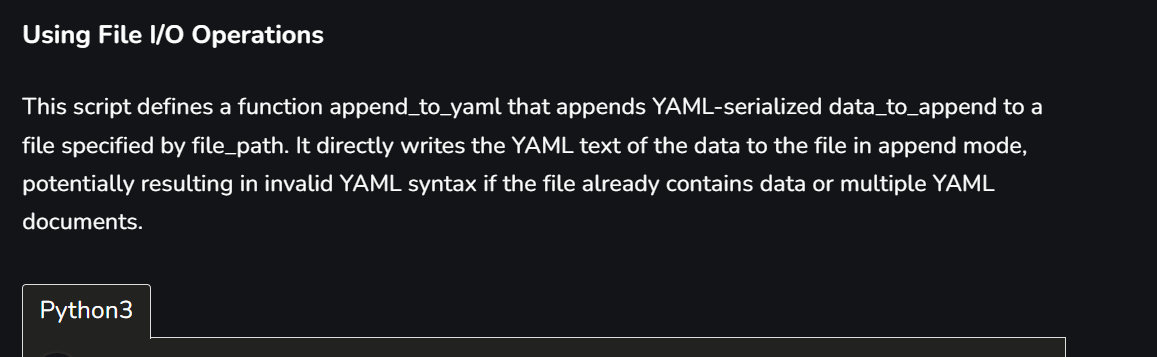 Using File I/O Operations
This script defines a function append_to_yaml that appends YAML-serialized data_to_append to a
file specified by file_path. It directly writes the YAML text of the data to the file in append mode,
potentially resulting in invalid YAML syntax if the file already contains data or multiple YAML
documents.
Python3